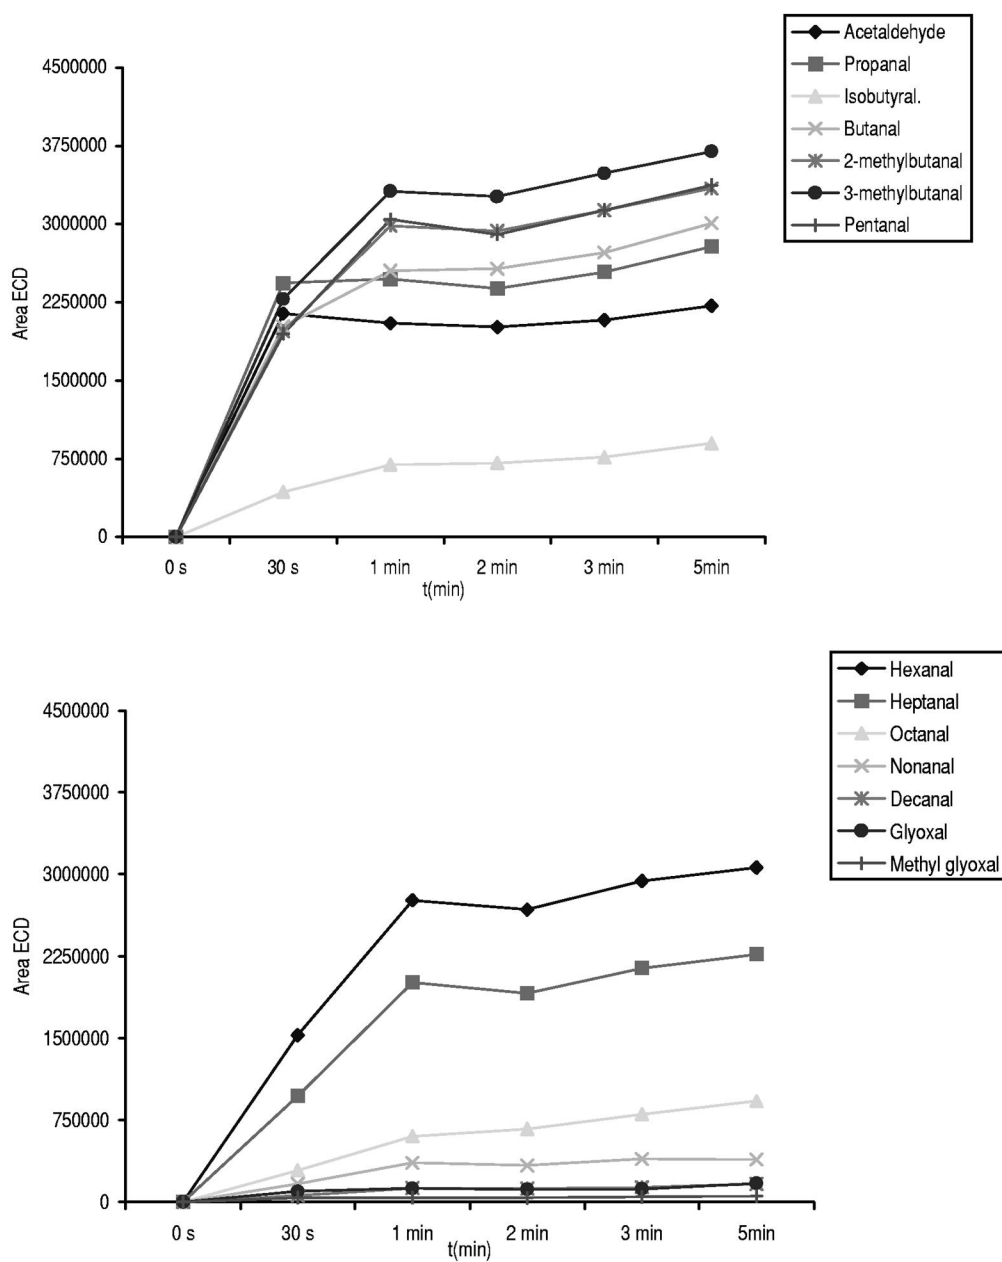 Acetaldehyde
Propanal
Isobutyral.
Butanal
2-methylbutanal
3-methylbutanal
Pentanal
4500000
3750000
3000000
2250000
1500000
750000
0
Area ECD
0 s 30 s 1 min 2 min 3 min 5min
t(min)
Hexanal
Heptanal
Octanal
Nonanal
Decanal
Glyoxal
Methyl glyoxal
4500000
3750000
3000000
2250000
1500000
750000
0
Area ECD
0 s 30 s 1 min 2 min 3 min 5min
t(min)